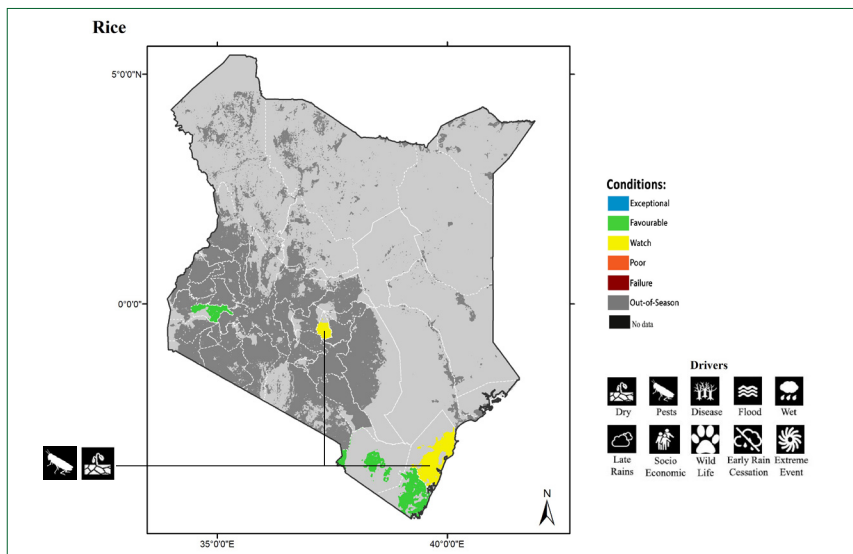 Rice
5°0'0"N
0°0'0"
35°0'0"E
40°0'0"E
N
Conditions:
Exceptional
Favourable
Watch
Poor
Failure
Out-of-Season
No data
Drivers
Dry
Pests
Disease
Flood
Wet
Late
Rains
Socio
Economic
Wild
Life
Early Rain
Cessation
Extreme
Event